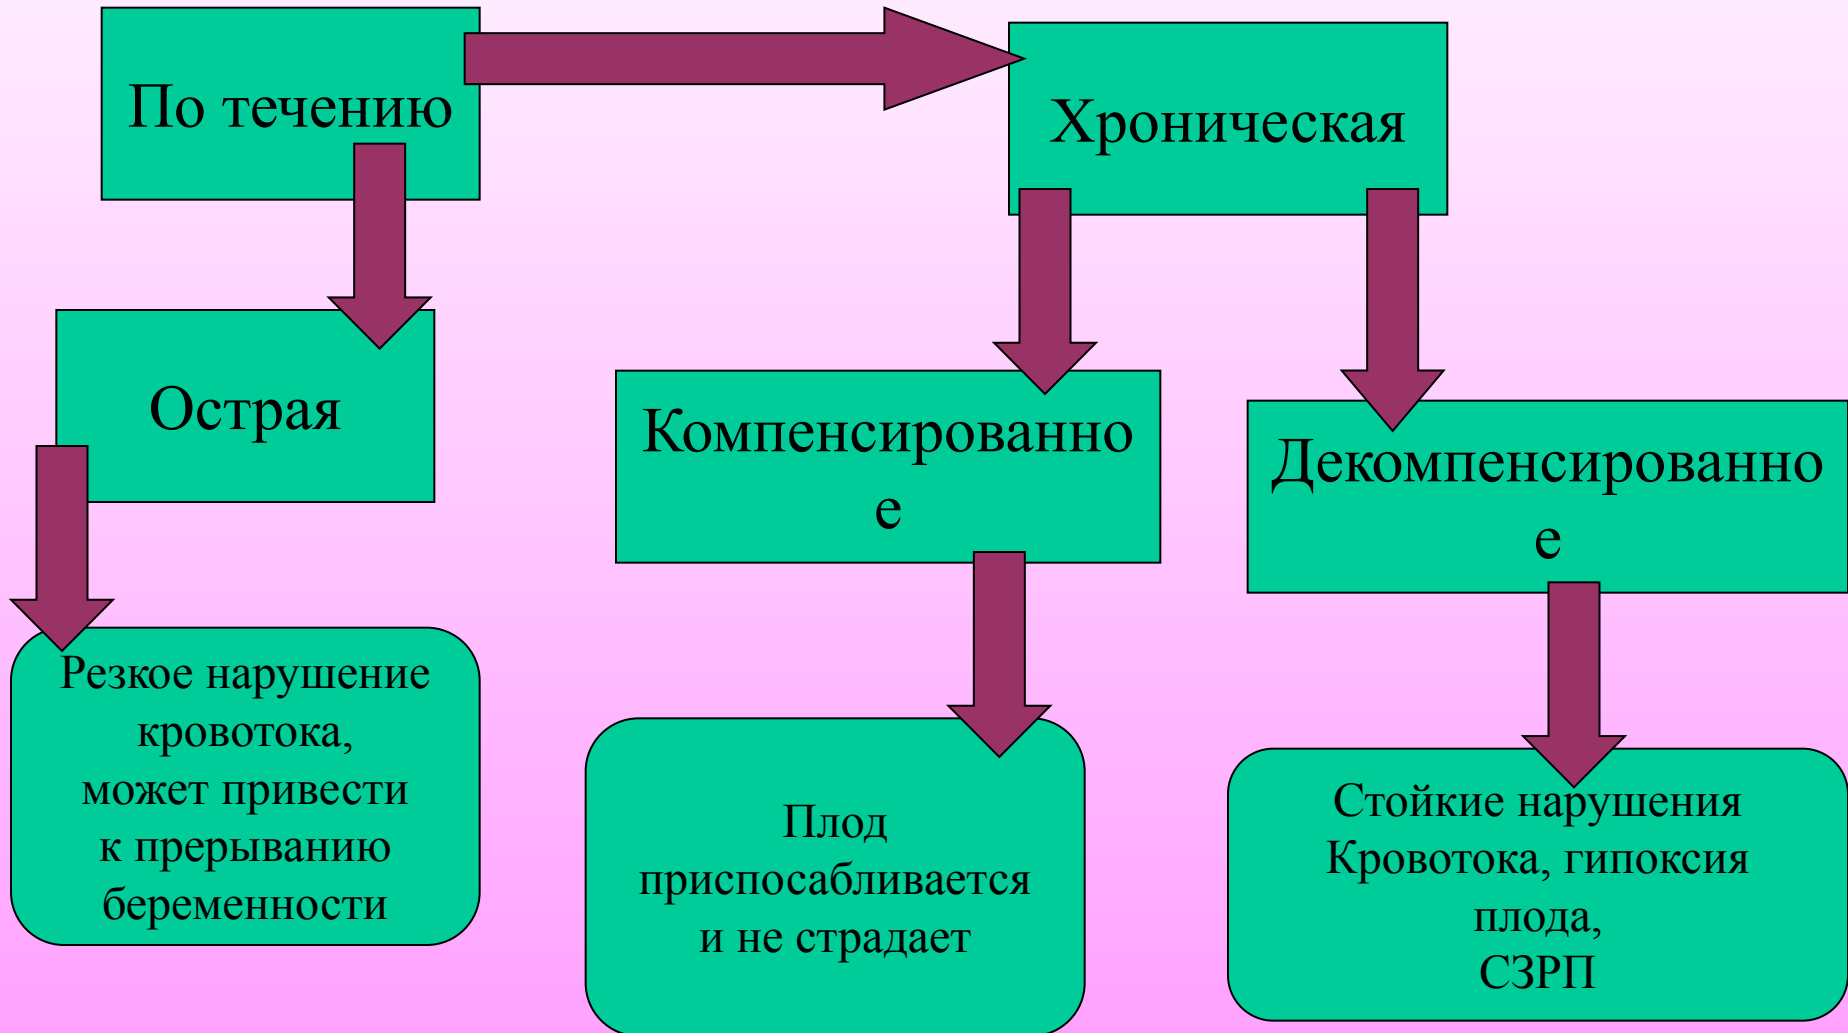 По течению
Хроническая
Острая
Компенсированно
е
Декомпенсированно
е
Резкое нарушение
кровотока,
может привести
к прерыванию
беременности
Плод
приспосабливается
и не страдает
Стойкие нарушения
Кровотока, гипоксия
плода,
СЗРП